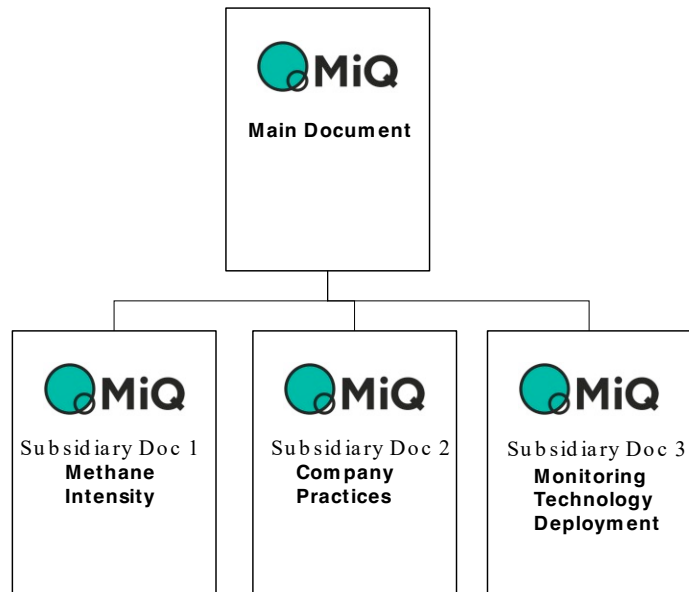 MiQ
Main Document
MiQ
Subsidiary Doc 1
Methane
Intensity
MiQ
Subsidiary Doc 2
Company
Practices
MiQ
Subsidiary Doc 3
Monitoring
Technology
Deployment